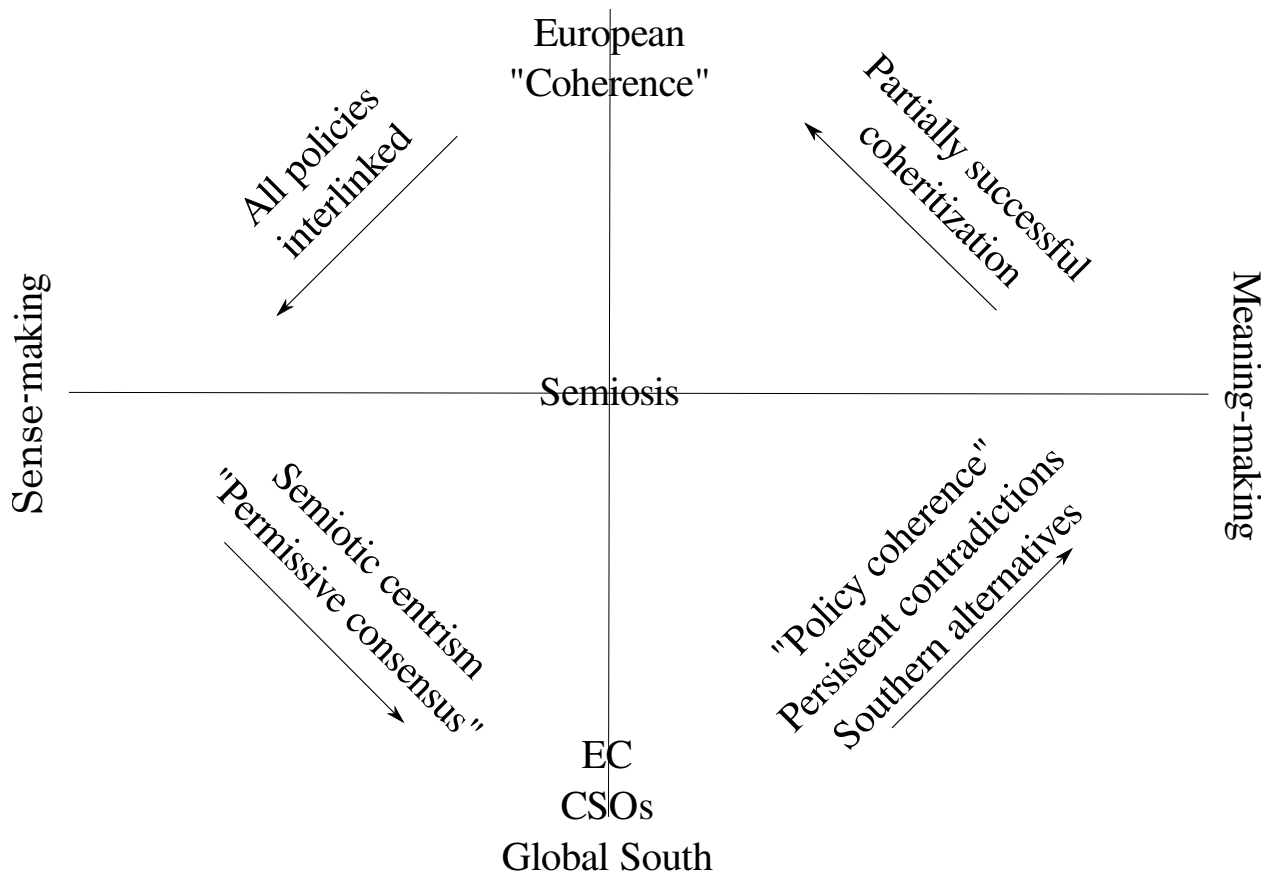 European
"Coherence"
All policies
interlinked
Partially successful
coheritization
Sense-making
Semiosis
Meaning-making
Semiotic centrism
"Permissive consensus"
"Policy coherence"
Persistent contradictions
Southern alternatives
EC
CSOs
Global South